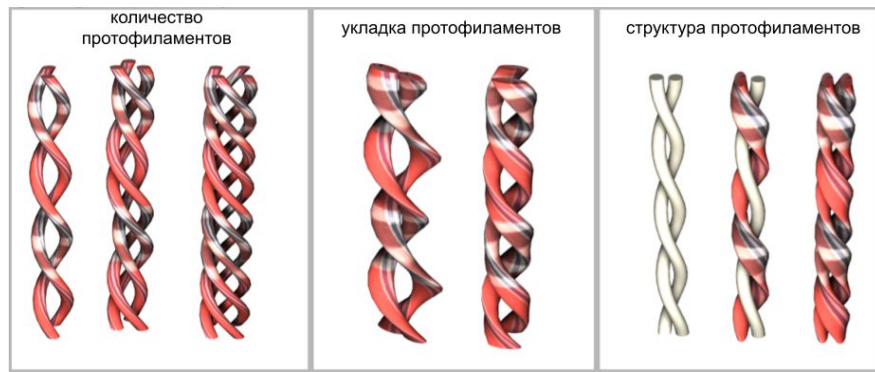 количество
протофиламентов
укладка протофиламентов
структура протофиламентов